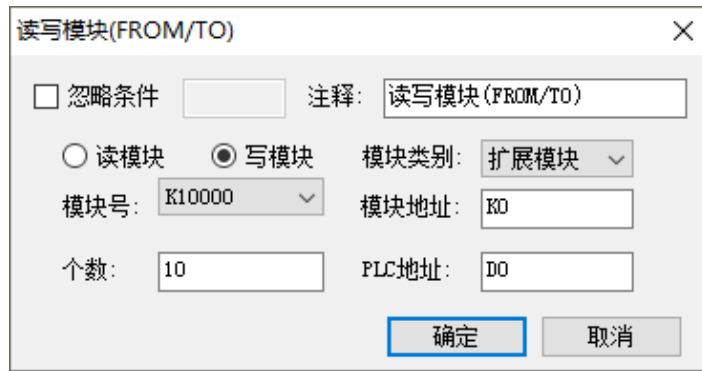 读写模块(FROM/TO)
忽略条件 注释: 读写模块(FROM/TO)
读模块 写模块 模块类别: 扩展模块
模块号: K10000 模块地址: K0
个数: 10 PLC地址: D0
确定 取消